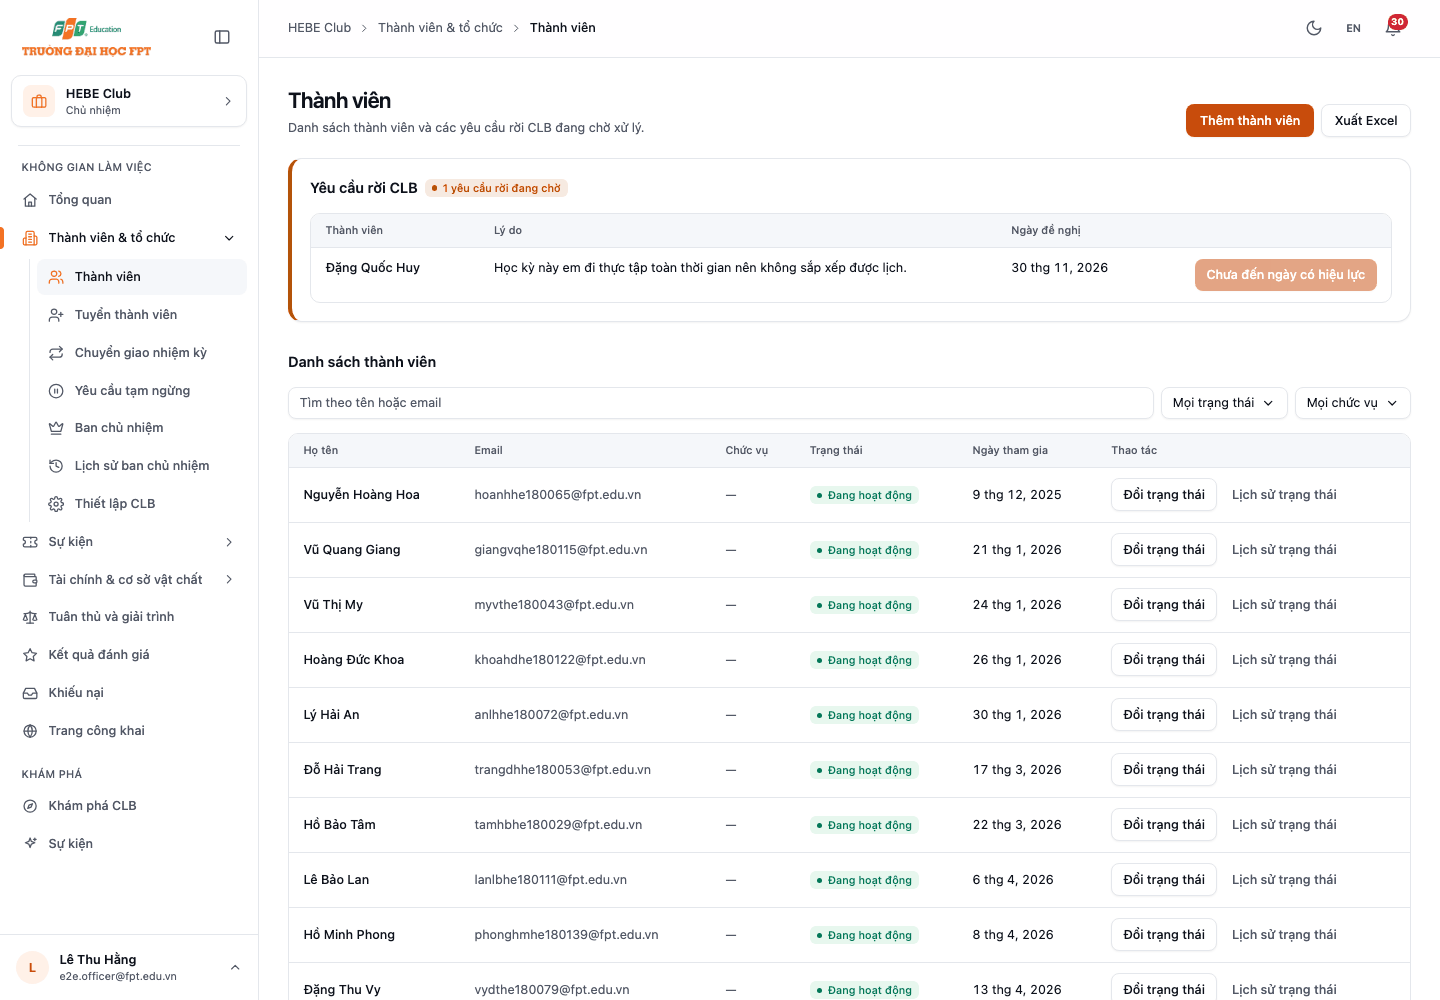 FPT Education
TRƯỜNG ĐẠI HỌC FPT
HEBE Club
Chủ nhiệm
KHÔNG GIAN LÀM VIỆC
Tổng quan
Thành viên & tổ chức
Thành viên
Tuyển thành viên
Chuyển giao nhiệm kỳ
Yêu cầu tạm ngừng
Ban chủ nhiệm
Lịch sử ban chủ nhiệm
Thiết lập CLB
Sự kiện
Tài chính & cơ sở vật chất
Tuân thủ và giải trình
Kết quả đánh giá
Khiếu nại
Trang công khai
KHÁM PHÁ
Khám phá CLB
Sự kiện
L
Lê Thu Hằng
e2e.officer@fpt.edu.vn
HEBE Club > Thành viên & tổ chức > Thành viên
EN
30
Thành viên
Danh sách thành viên và các yêu cầu rời CLB đang chờ xử lý.
Thêm thành viên
Xuất Excel
Yêu cầu rời CLB
1 yêu cầu rời đang chờ
Thành viên Lý do Ngày đề nghị
Đặng Quốc Huy Học kỳ này em đi thực tập toàn thời gian nên không sắp xếp được lịch. 30 thg 11, 2026 Chưa đến ngày có hiệu lực
Danh sách thành viên
Tìm theo tên hoặc email
Mọi trạng thái
Mọi chức vụ
Họ tên Email Chức vụ Trạng thái Ngày tham gia Thao tác
Nguyễn Hoàng Hoa hoanhhe180065@fpt.edu.vn — Đang hoạt động 9 thg 12, 2025 Đổi trạng thái Lịch sử trạng thái
Vũ Quang Giang giangvqhe180115@fpt.edu.vn — Đang hoạt động 21 thg 1, 2026 Đổi trạng thái Lịch sử trạng thái
Vũ Thị My myvthe180043@fpt.edu.vn — Đang hoạt động 24 thg 1, 2026 Đổi trạng thái Lịch sử trạng thái
Hoàng Đức Khoa khoahdhe180122@fpt.edu.vn — Đang hoạt động 26 thg 1, 2026 Đổi trạng thái Lịch sử trạng thái
Lý Hải An anlhhe180072@fpt.edu.vn — Đang hoạt động 30 thg 1, 2026 Đổi trạng thái Lịch sử trạng thái
Đỗ Hải Trang trangdhhe180053@fpt.edu.vn — Đang hoạt động 17 thg 3, 2026 Đổi trạng thái Lịch sử trạng thái
Hồ Bảo Tâm tamhbhe180029@fpt.edu.vn — Đang hoạt động 22 thg 3, 2026 Đổi trạng thái Lịch sử trạng thái
Lê Bảo Lan lanlbhe180111@fpt.edu.vn — Đang hoạt động 6 thg 4, 2026 Đổi trạng thái Lịch sử trạng thái
Hồ Minh Phong phonghmhe180139@fpt.edu.vn — Đang hoạt động 8 thg 4, 2026 Đổi trạng thái Lịch sử trạng thái
Đặng Thu Vy vydthe180079@fpt.edu.vn — Đang hoạt động 13 thg 4, 2026 Đổi trạng thái Lịch sử trạng thái